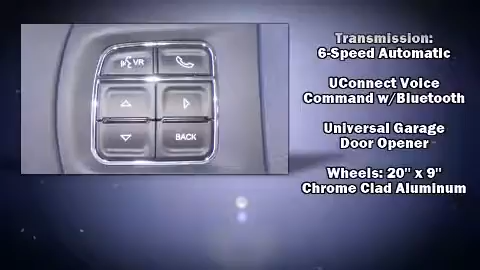 VR
BACK
Transmission:
6-Speed Automatic
UConnect Voice
Command w/Bluetooth
Universal Garage
Door Opener
Wheels: 20" x 9"
Chrome Clad Aluminum